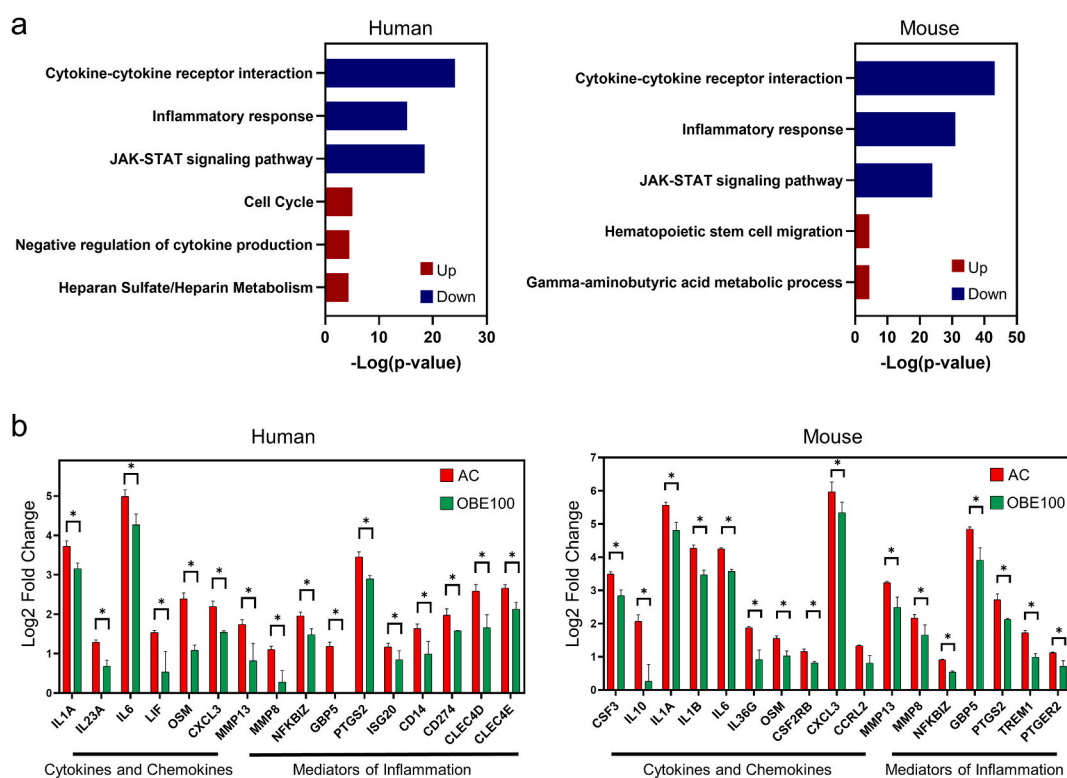 a
Human
Cytokine-cytokine receptor interaction
Inflammatory response
JAK-STAT signaling pathway
Cell Cycle
Negative regulation of cytokine production
Heparan Sulfate/Heparin Metabolism
Up
Down
0 10 20 30
-Log(p-value)
Mouse
Cytokine-cytokine receptor interaction
Inflammatory response
JAK-STAT signaling pathway
Hematopoietic stem cell migration
Gamma-aminobutyric acid metabolic process
Up
Down
0 10 20 30 40 50
-Log(p-value)
b
Human
Log2 Fold Change
5
4
3
2
1
0
AC
OBE100
* * * * * * * * * * * * * * * *
IL1A IL23A IL6 LIF OSM CXCL3 MMP13 MMP8 NFKBIZ GBP5 PTGS2 ISG20 CD14 CD274 CLEC4D CLEC4E
Cytokines and Chemokines Mediators of Inflammation
Mouse
Log2 Fold Change
7
6
5
4
3
2
1
0
AC
OBE100
* * * * * * * * * * * * * * * *
CSF3 IL10 IL1A IL1B IL6 IL36G OSM CSF2RB CXCL3 CCRL2 MMP13 MMP8 NFKBIZ GBP5 PTGS2 TREM1 PTGER2
Cytokines and Chemokines Mediators of Inflammation